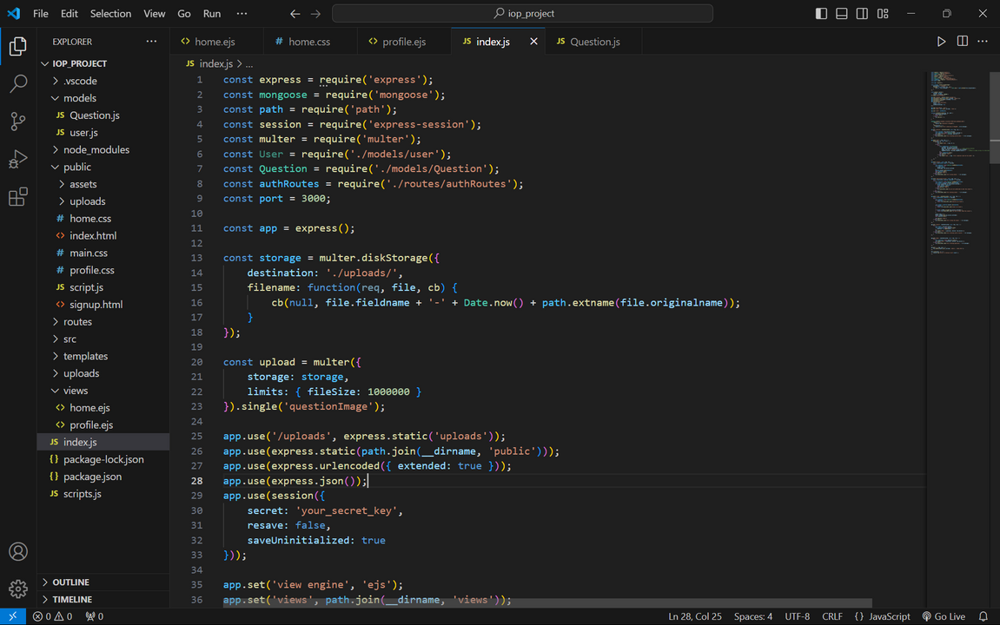 File Edit Selection View Go Run ··· iop_project
EXPLORER ···
IOP_PROJECT
.vscode
models
JS Question.js
JS user.js
node_modules
public
assets
uploads
# home.css
<> index.html
# main.css
# profile.css
JS script.js
<> signup.html
routes
src
templates
uploads
views
<> home.ejs
<> profile.ejs
JS index.js
{} package-lock.json
{} package.json
JS scripts.js
OUTLINE
TIMELINE
<> home.ejs # home.css <> profile.ejs JS index.js JS Question.js ···
JS index.js > ...
1 const express = require('express');
2 const mongoose = require('mongoose');
3 const path = require('path');
4 const session = require('express-session');
5 const multer = require('multer');
6 const User = require('./models/user');
7 const Question = require('./models/Question');
8 const authRoutes = require('./routes/authRoutes');
9 const port = 3000;
10
11 const app = express();
12
13 const storage = multer.diskStorage({
14     destination: './uploads/',
15     filename: function(req, file, cb) {
16         cb(null, file.fieldname + '-' + Date.now() + path.extname(file.originalname));
17     }
18 });
19
20 const upload = multer({
21     storage: storage,
22     limits: { fileSize: 1000000 }
23 }).single('questionImage');
24
25 app.use('/uploads', express.static('uploads'));
26 app.use(express.static(path.join(__dirname, 'public')));
27 app.use(express.urlencoded({ extended: true }));
28 app.use(express.json());
29 app.use(session({
30     secret: 'your_secret_key',
31     resave: false,
32     saveUninitialized: true
33 }));
34
35 app.set('view engine', 'ejs');
36 app.set('views', path.join(__dirname, 'views'));
0 0 0 Ln 28, Col 25 Spaces: 4 UTF-8 CRLF {} JavaScript Go Live